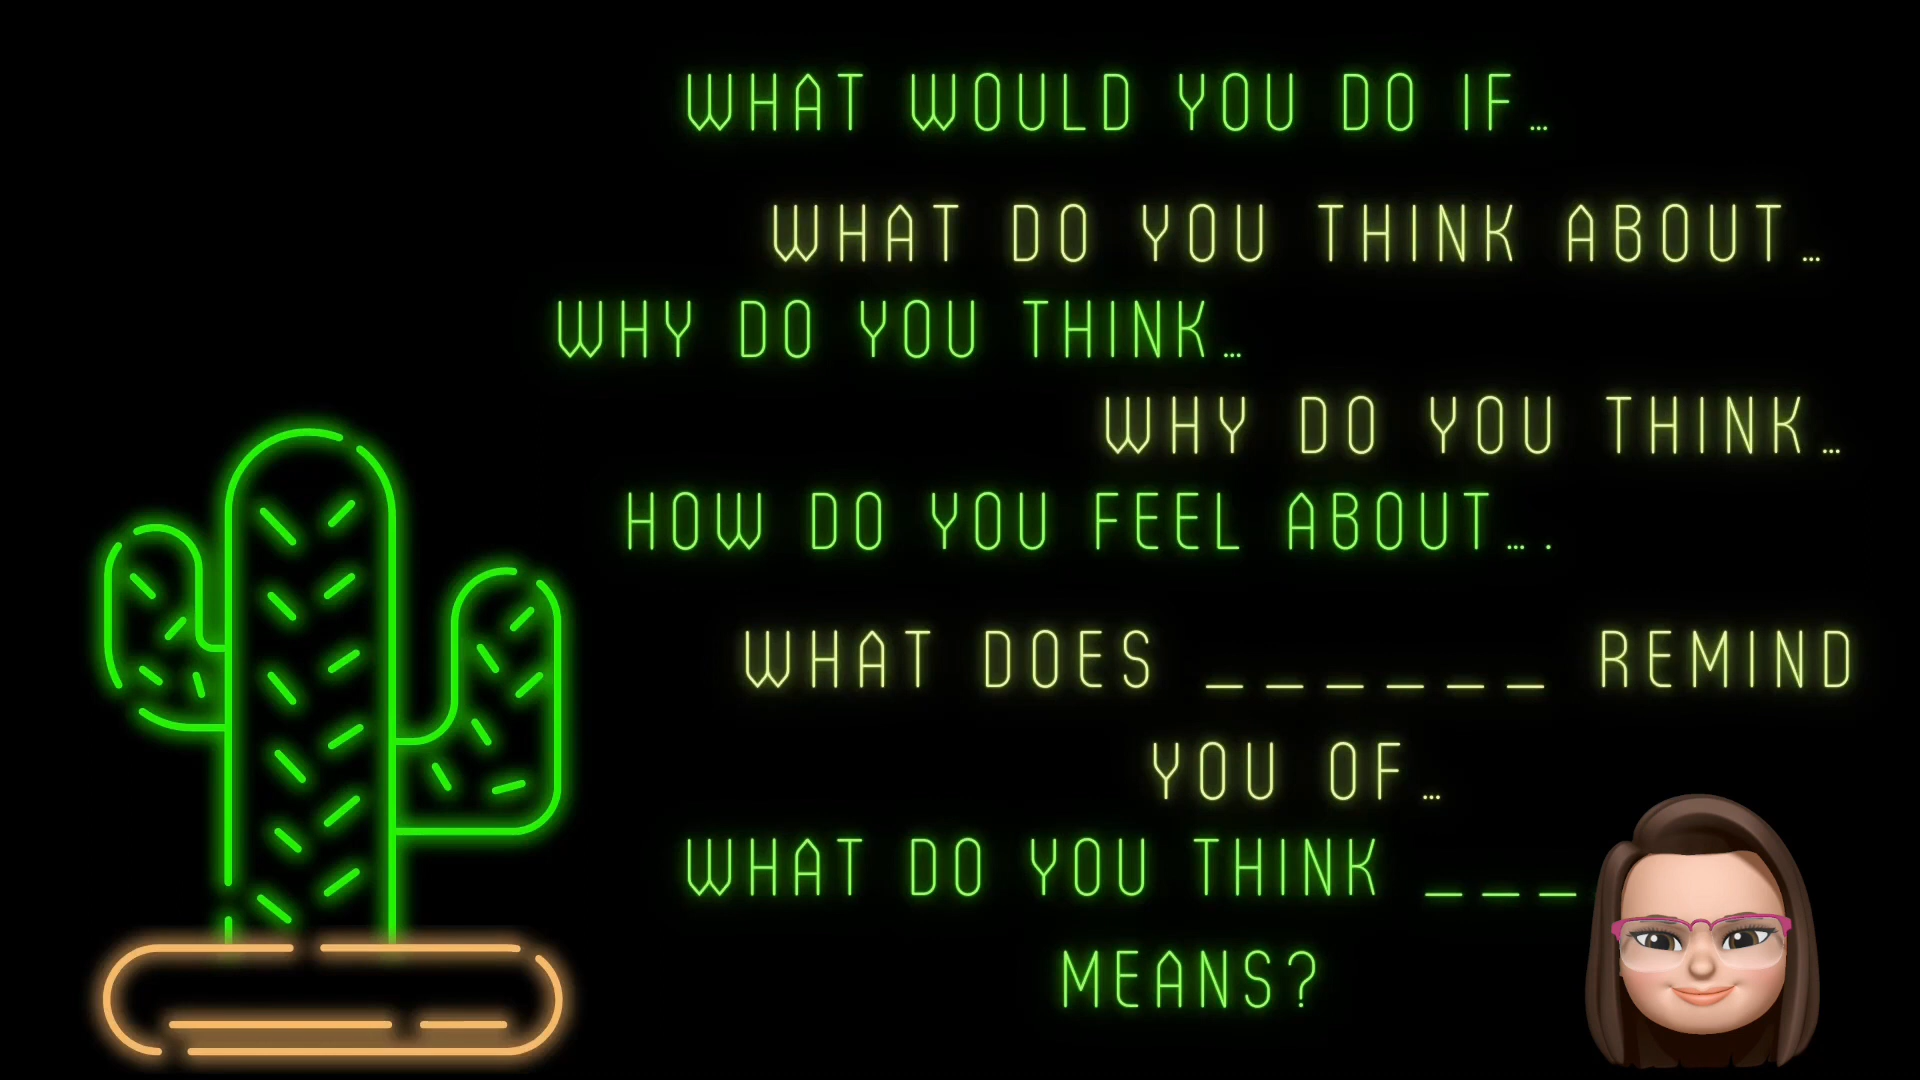 WHAT WOULD YOU DO IF…
WHAT DO YOU THINK ABOUT…
WHY DO YOU THINK…
WHY DO YOU THINK…
HOW DO YOU FEEL ABOUT….
WHAT DOES ______ REMIND
YOU OF…
WHAT DO YOU THINK ___
MEANS?